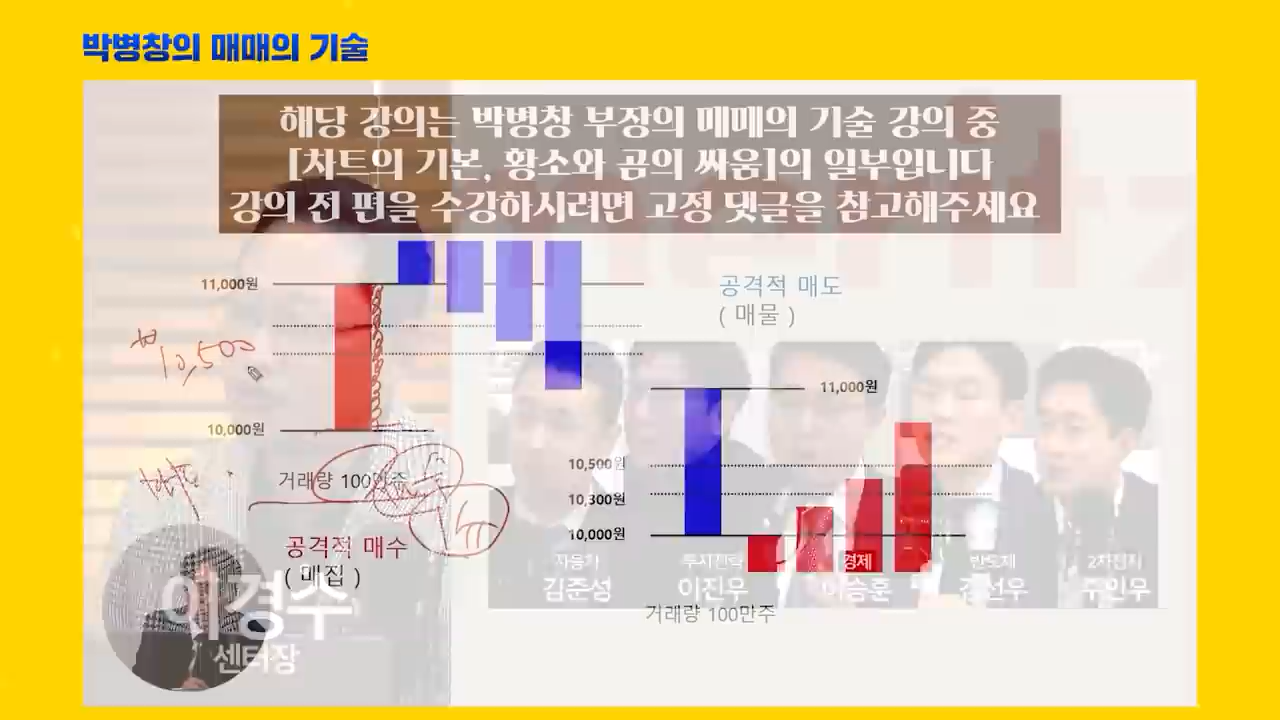 박병창의 매매의 기술
해당 강의는 박병창 부장의 매매의 기술 강의 중
[차트의 기본, 황소와 곰의 싸움]의 일부입니다
강의 전 편을 수강하시려면 고정 댓글을 참고해주세요
11,000원
₩10,500
10,000원
거래량 100만주
공격적 매수
( 매집 )
공격적 매도
( 매물 )
11,000원
10,500원
10,300원
10,000원
거래량 100만주
자동차
투자전략
경제
반도체
2차전지
김준성
이진우
이승훈
김선우
주민우
이경수
센터장